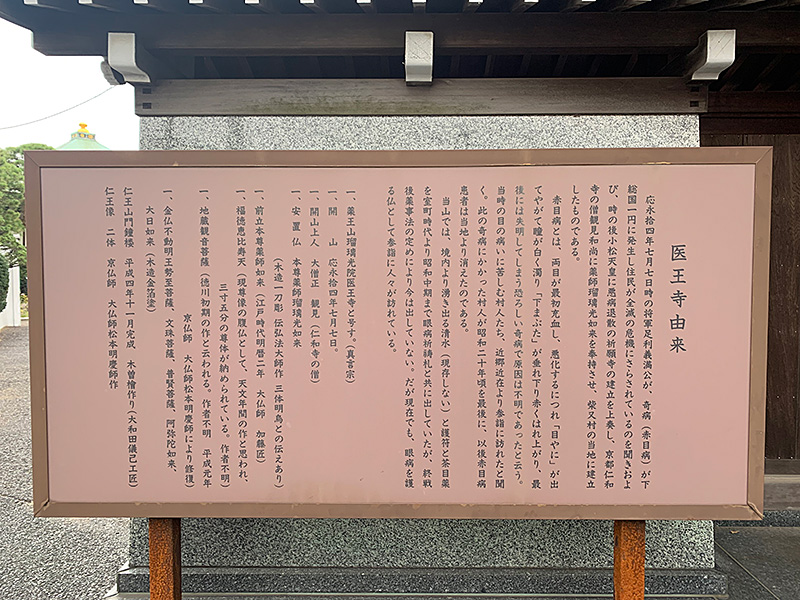 医王寺由来
応永拾四年七月七日時の将軍足利義満公が、奇病（赤目病）が下
総国一円に発生し住民が全滅の危機にさらされているのを聞きおよ
び、時の後小松天皇に悪病退散の祈願寺の建立を上奏し、京都仁和
寺の僧観見和尚に薬師瑠璃光如来を奉持させ、柴又村の当地に建立
したものである。
赤目病とは、両目が最初充血し、悪化するにつれ「目やに」が出
てやがて瞳が白く濁り「下まぶた」が垂れ下り赤くはれ上がり、最
後には失明してしまう恐ろしい奇病で原因は不明であったと云う。
当時の目の病いに苦しむ村人たち、近郷近在より参詣に訪れたと聞
く。此の奇病にかかった村人が昭和二十年頃を最後に、以後赤目病
患者は当地より消えたのである。
当山では、境内より湧き出る清水（現存しない）と護符と茶目薬
を室町時代より昭和中期まで眼病祈祷札と共に出していたが、終戦
後薬事法の定めにより今は出していない。だが現在でも、眼病を護
る仏として参詣に人々が訪れている。
一、薬王山瑠璃光院医王寺と号す。（真言宗）
一、開　山　応永拾四年七月七日。
一、開山上人　大僧正　観見（仁和寺の僧）
一、安置仏　本尊薬師瑠璃光如来
（木造一刀彫　伝弘法大師作　三体明烏との伝えあり）
一、前立本尊薬師如来（江戸時代明暦二年　大仏師　加藤匠）
一、福徳恵比寿天（現尊像の腹仏として、天文年間の作と思われ、
三寸五分の尊体が納められている。作者不明）
一、地蔵観音菩薩（徳川初期の作と云われる。作者不明　平成元年
京仏師　大仏師松本明慶師により修復）
一、金仏不動明王勢至菩薩、文珠菩薩、普賢菩薩、阿弥陀如来、
大日如来（木造金箔塗）
仁王山門鐘楼　平成四年十一月完成　木曽檜作り（大和田儀己工匠）
仁王像　二体　京仏師　大仏師松本明慶師作